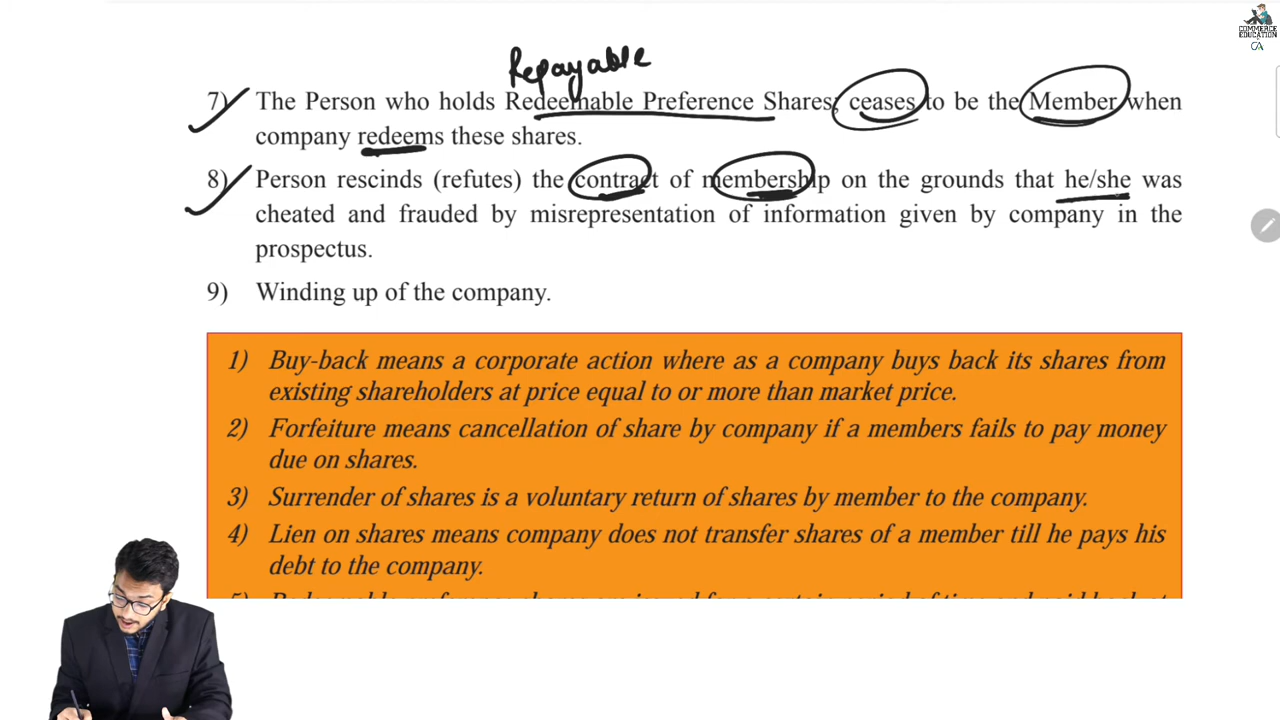 COMMERCE
EDUCATION
CA
Repayable
7) The Person who holds Redeemable Preference Shares, ceases to be the Member when
company redeems these shares.
8) Person rescinds (refutes) the contract of membership on the grounds that he/she was
cheated and frauded by misrepresentation of information given by company in the
prospectus.
9) Winding up of the company.
1) Buy-back means a corporate action where as a company buys back its shares from
existing shareholders at price equal to or more than market price.
2) Forfeiture means cancellation of share by company if a members fails to pay money
due on shares.
3) Surrender of shares is a voluntary return of shares by member to the company.
4) Lien on shares means company does not transfer shares of a member till he pays his
debt to the company.